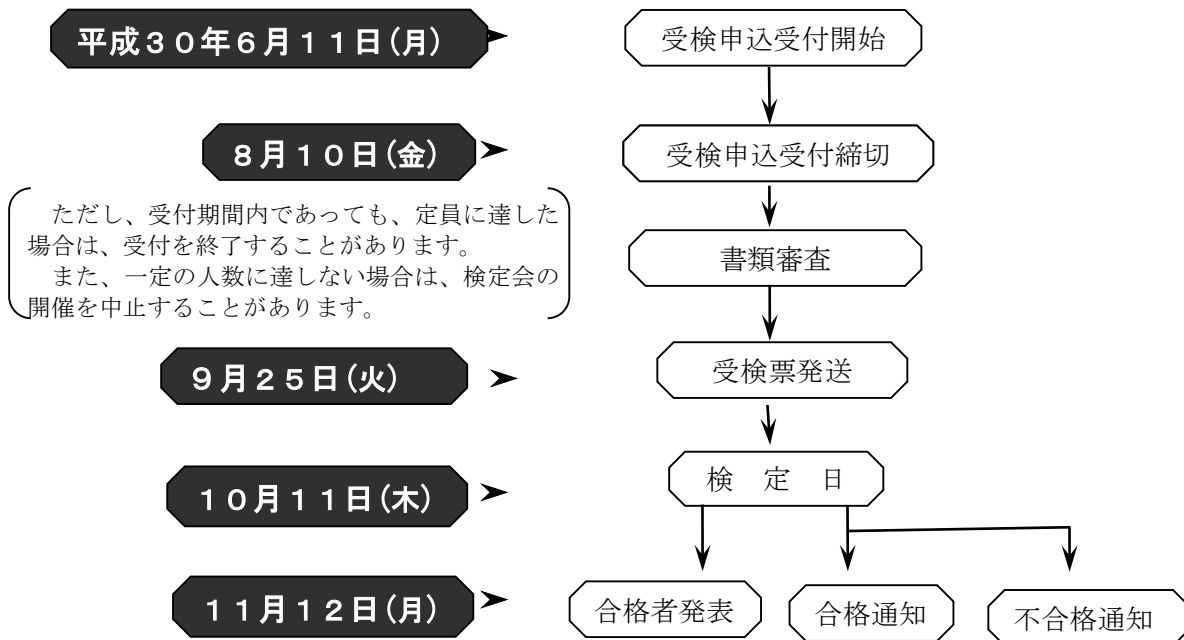 平成30年6月11日(月)
受検申込受付開始
8月10日(金)
受検申込受付締切
ただし、受付期間内であっても、定員に達した
場合は、受付を終了することがあります。
また、一定の人数に達しない場合は、検定会の
開催を中止することがあります。
書類審査
9月25日(火)
受検票発送
10月11日(木)
検　定　日
11月12日(月)
合格者発表
合格通知
不合格通知